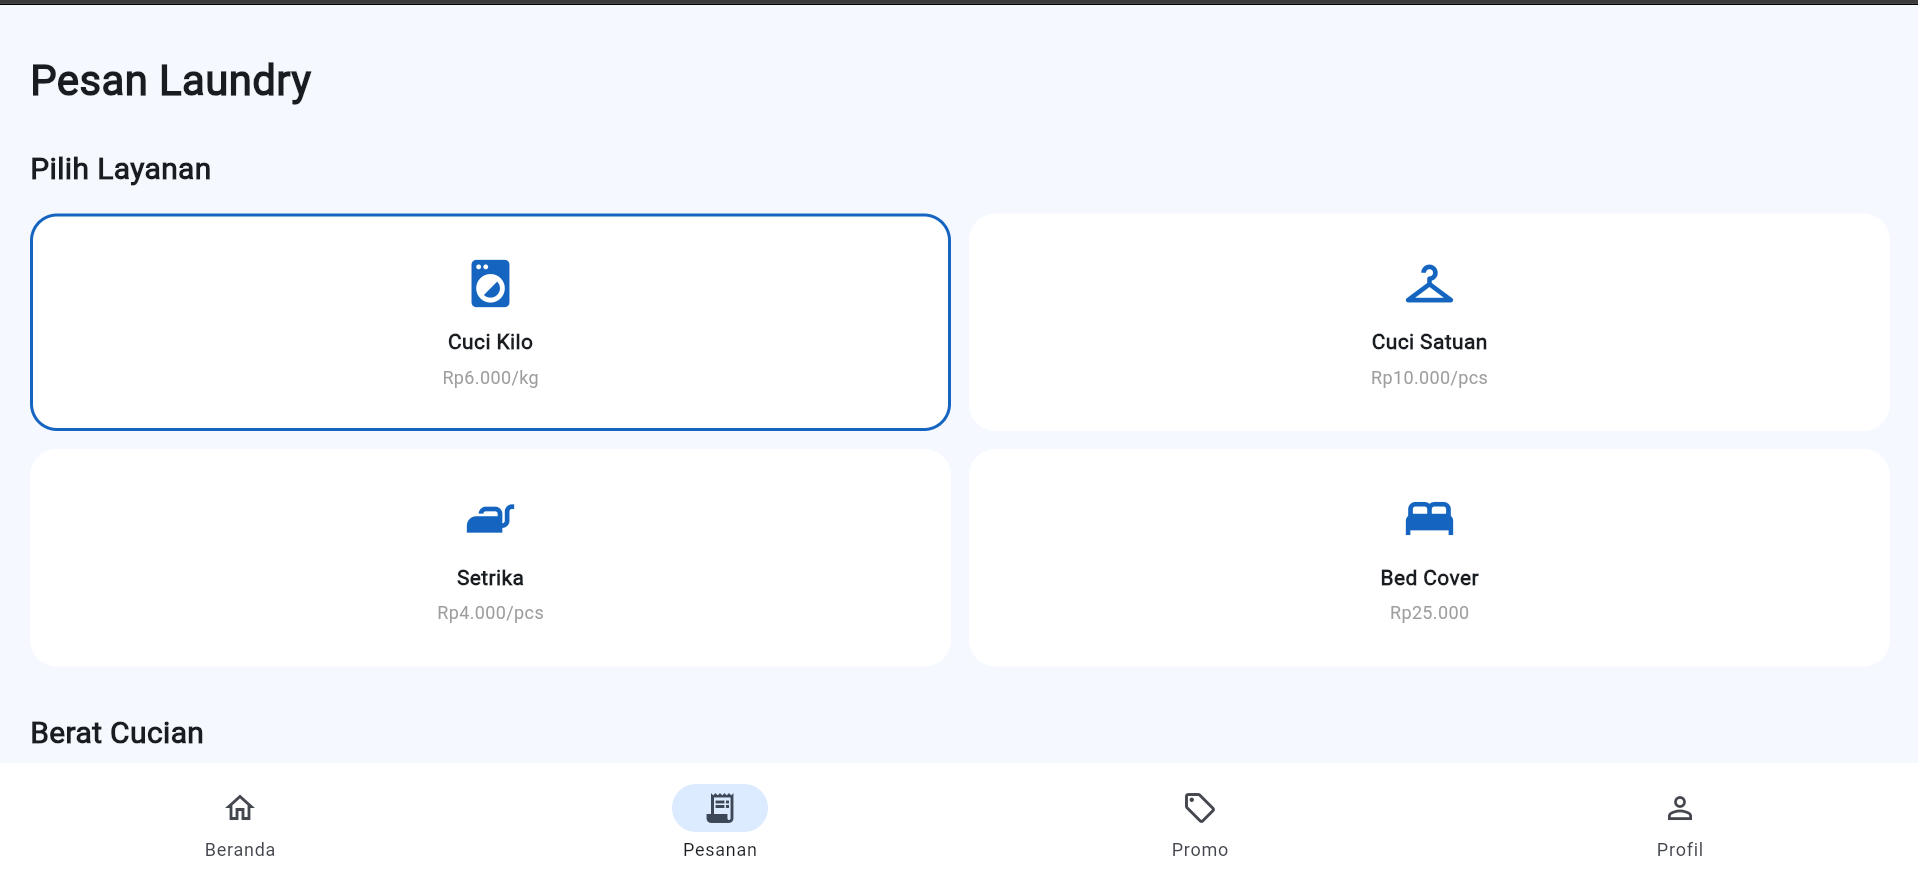 Pesan Laundry
Pilih Layanan
Cuci Kilo
Rp6.000/kg
Cuci Satuan
Rp10.000/pcs
Setrika
Rp4.000/pcs
Bed Cover
Rp25.000
Berat Cucian
Beranda
Pesanan
Promo
Profil